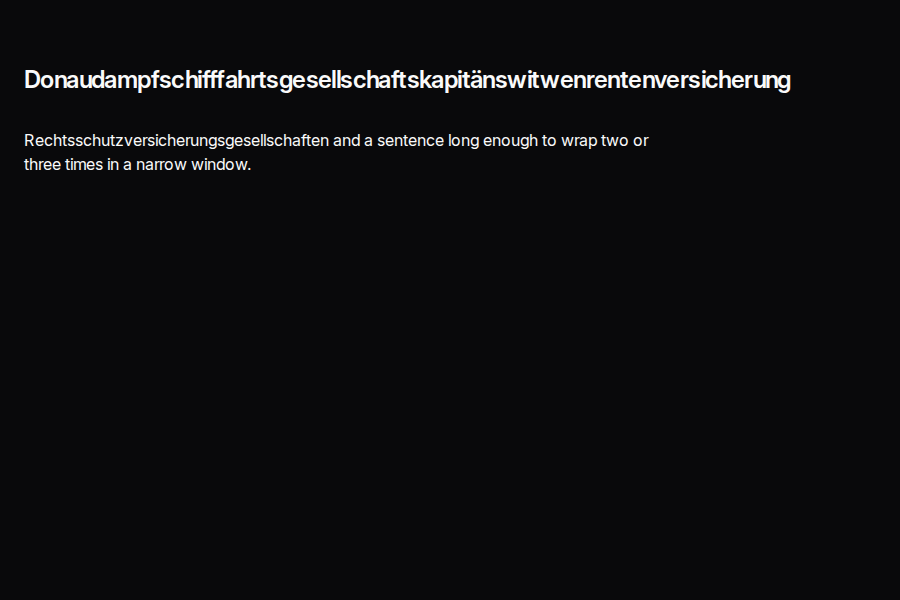 Donaudampfschifffahrtsgesellschaftskapitänswitwenrentenversicherung
Rechtsschutzversicherungsgesellschaften and a sentence long enough to wrap two or
three times in a narrow window.